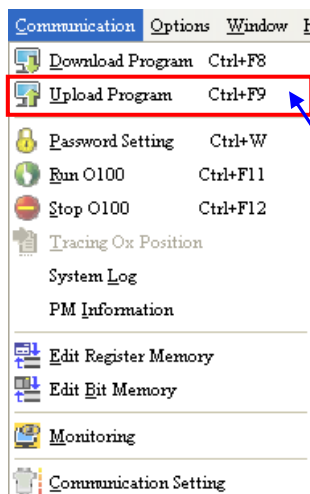 Communication Options Window
Download Program Ctrl+F8
Upload Program Ctrl+F9
Password Setting Ctrl+W
Run O100 Ctrl+F11
Stop O100 Ctrl+F12
Tracing Ox Position
System Log
PM Information
Edit Register Memory
Edit Bit Memory
Monitoring
Communication Setting